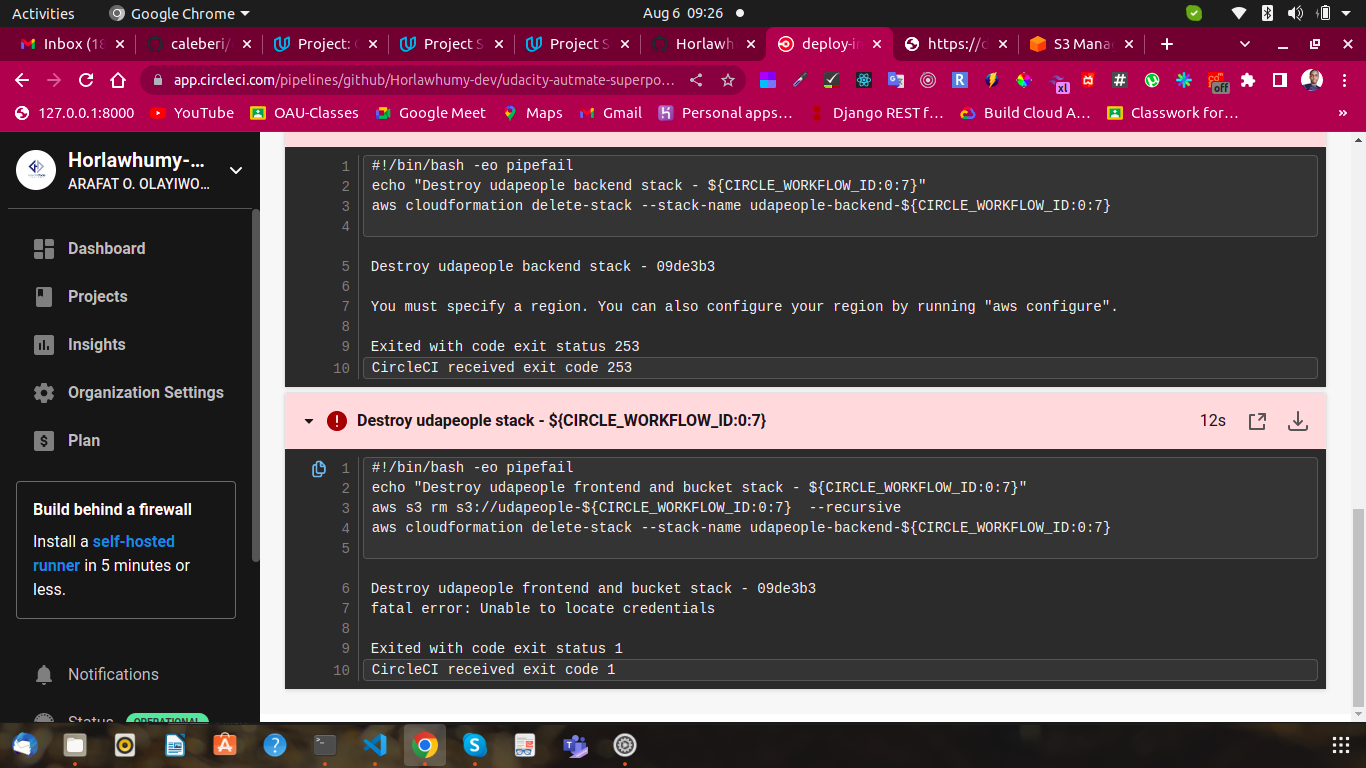 Activities
Google Chrome
Aug 6 09:26
Inbox (18
caleberi/
Project:
Project S
Project S
Horlawh
deploy-in
https://c
S3 Mana
app.circleci.com/pipelines/github/Horlawhumy-dev/udacity-autmate-superpo...
xl
off
127.0.0.1:8000
YouTube
OAU-Classes
Google Meet
Maps
Gmail
Personal apps...
Django REST f...
Build Cloud A...
Classwork for...
»
Horlawhumy-...
ARAFAT O. OLAYIWO...
Dashboard
Projects
Insights
Organization Settings
Plan
Build behind a firewall
Install a self-hosted
runner in 5 minutes or
less.
Notifications
Status OPERATIONAL
1 #!/bin/bash -eo pipefail
2 echo "Destroy udapeople backend stack - ${CIRCLE_WORKFLOW_ID:0:7}"
3 aws cloudformation delete-stack --stack-name udapeople-backend-${CIRCLE_WORKFLOW_ID:0:7}
4
5 Destroy udapeople backend stack - 09de3b3
6
7 You must specify a region. You can also configure your region by running "aws configure".
8
9 Exited with code exit status 253
10 CircleCI received exit code 253
Destroy udapeople stack - ${CIRCLE_WORKFLOW_ID:0:7}
12s
1 #!/bin/bash -eo pipefail
2 echo "Destroy udapeople frontend and bucket stack - ${CIRCLE_WORKFLOW_ID:0:7}"
3 aws s3 rm s3://udapeople-${CIRCLE_WORKFLOW_ID:0:7}  --recursive
4 aws cloudformation delete-stack --stack-name udapeople-backend-${CIRCLE_WORKFLOW_ID:0:7}
5
6 Destroy udapeople frontend and bucket stack - 09de3b3
7 fatal error: Unable to locate credentials
8
9 Exited with code exit status 1
10 CircleCI received exit code 1